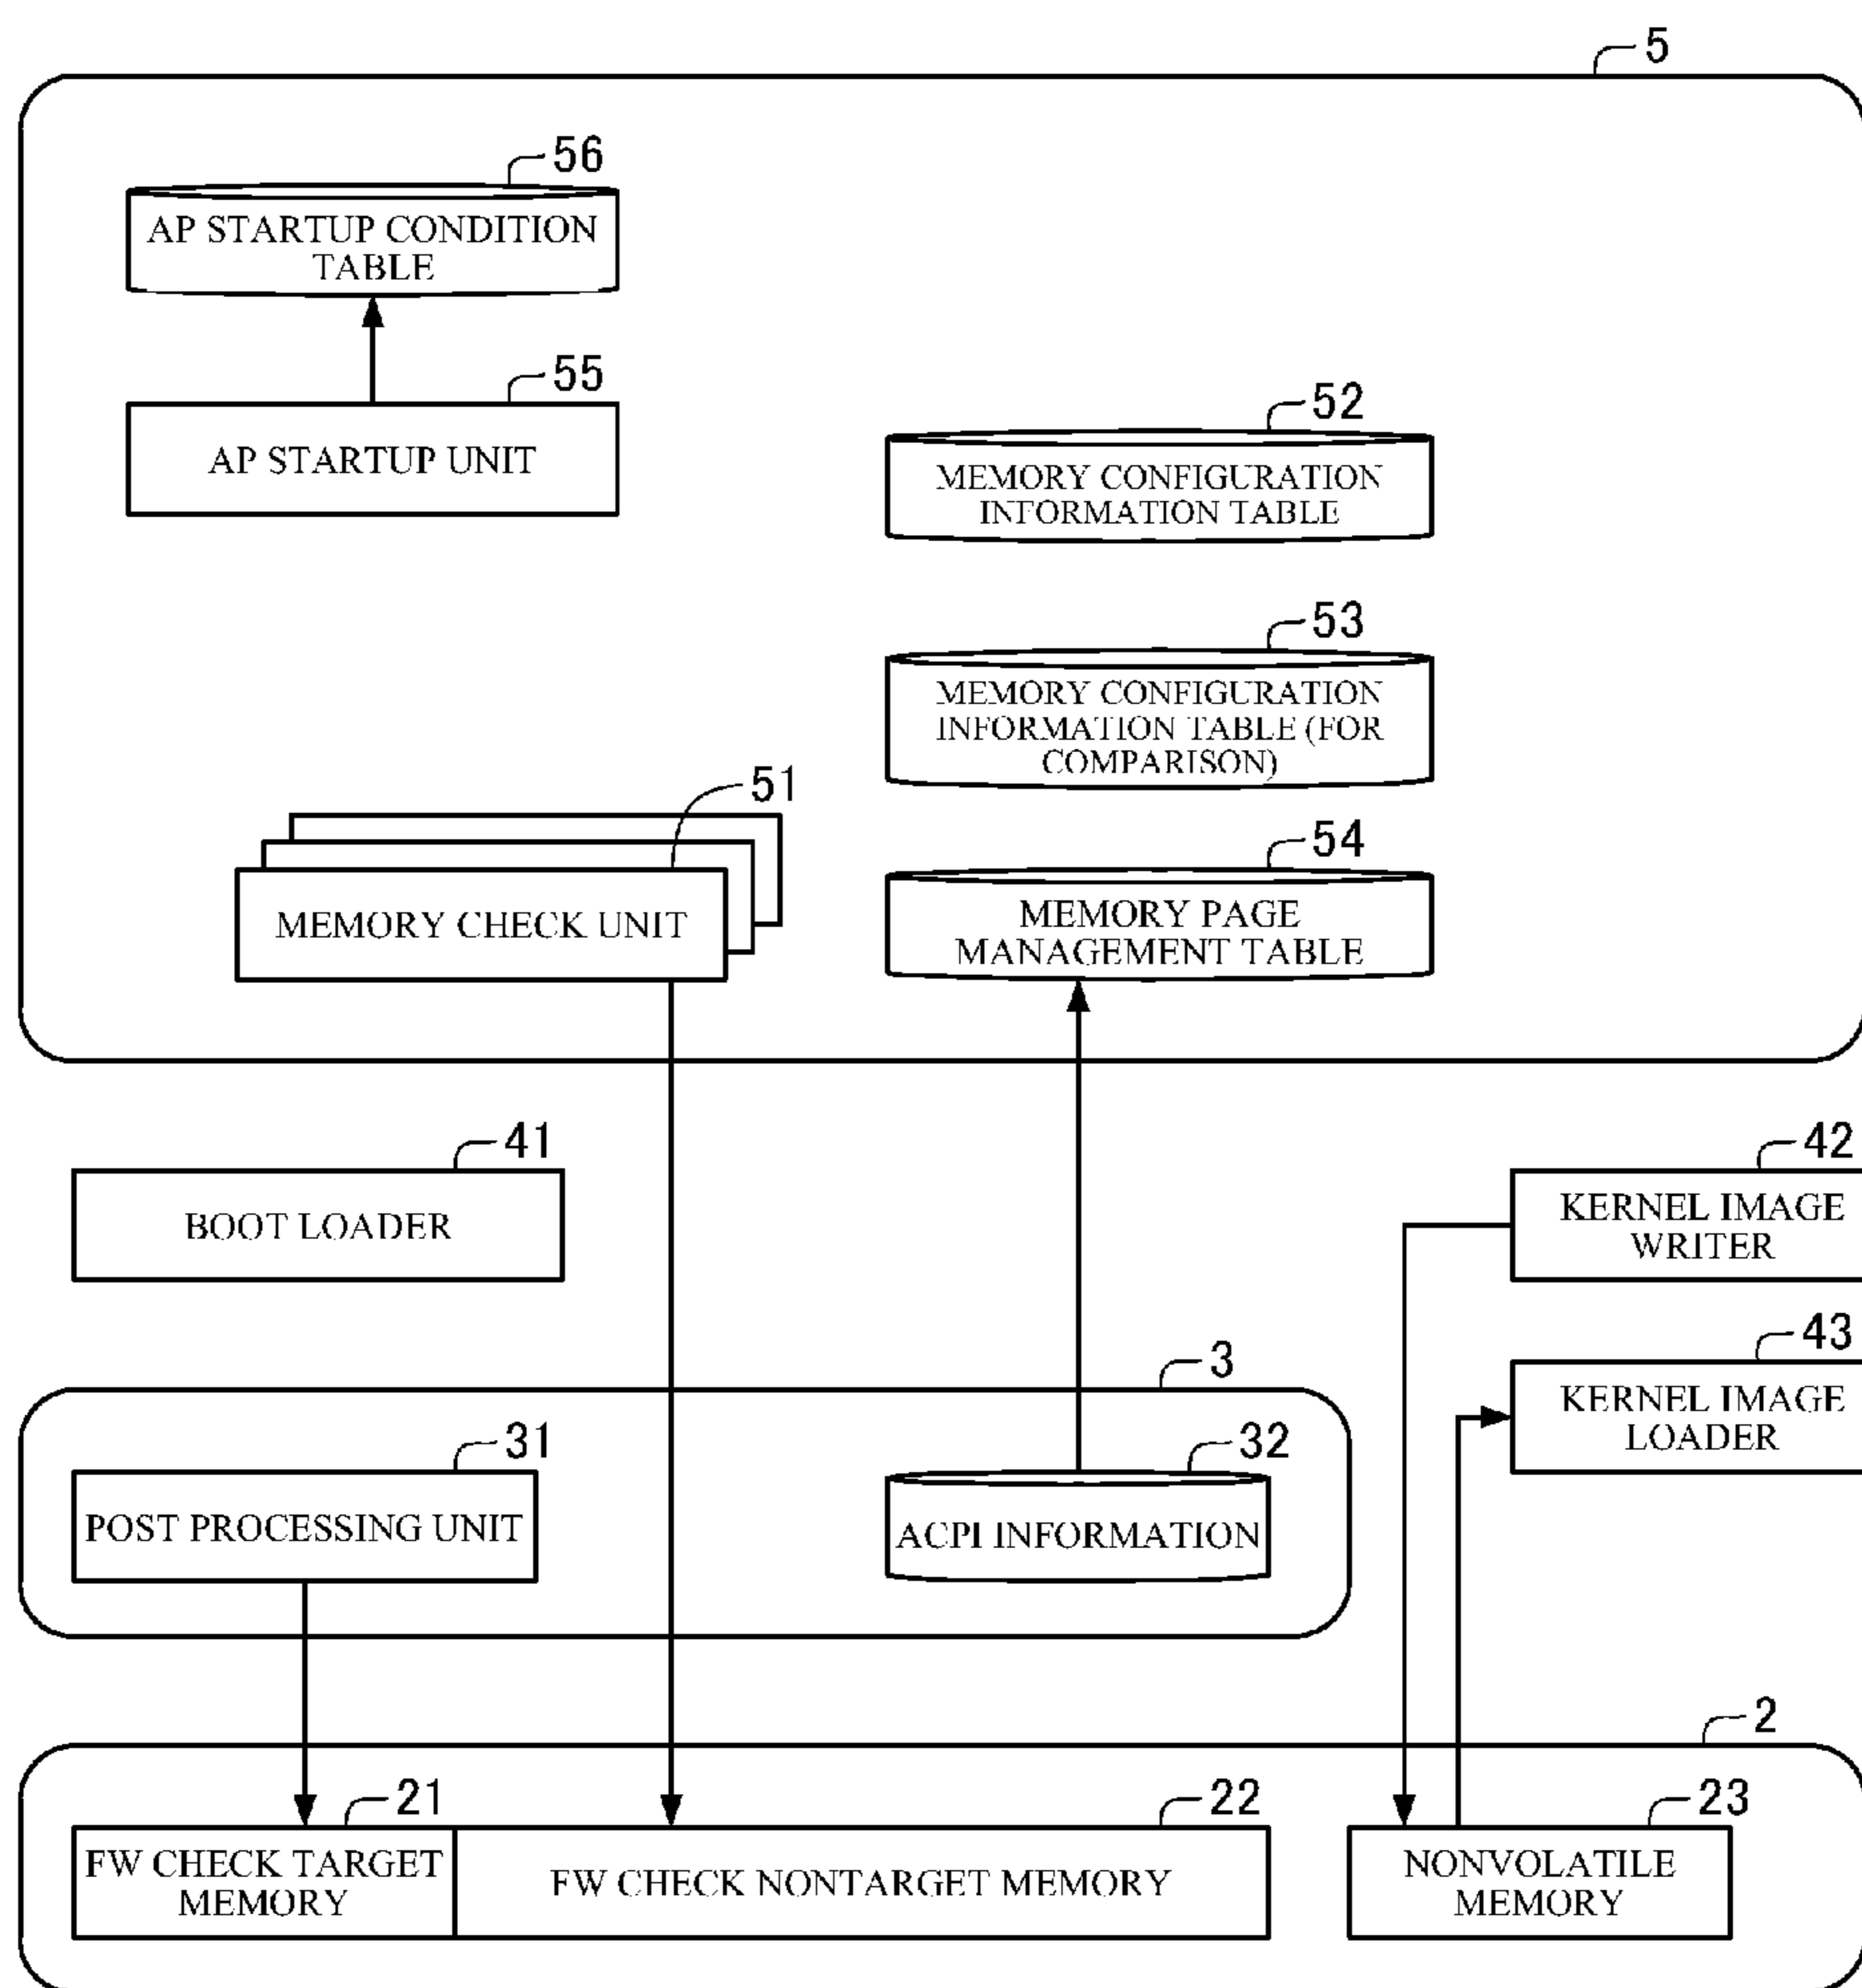 5
56
AP STARTUP CONDITION
TABLE
55
AP STARTUP UNIT
52
MEMORY CONFIGURATION
INFORMATION TABLE
53
MEMORY CONFIGURATION
INFORMATION TABLE (FOR
COMPARISON)
51
MEMORY CHECK UNIT
54
MEMORY PAGE
MANAGEMENT TABLE
41
BOOT LOADER
42
KERNEL IMAGE
WRITER
43
KERNEL IMAGE
LOADER
3
31
POST PROCESSING UNIT
32
ACPI INFORMATION
2
21
FW CHECK TARGET
MEMORY
22
FW CHECK NONTARGET MEMORY
23
NONVOLATILE
MEMORY